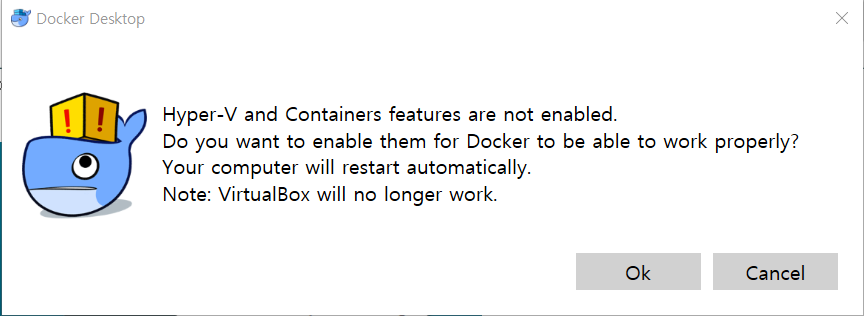 Docker Desktop
Hyper-V and Containers features are not enabled.
Do you want to enable them for Docker to be able to work properly?
Your computer will restart automatically.
Note: VirtualBox will no longer work.
Ok Cancel